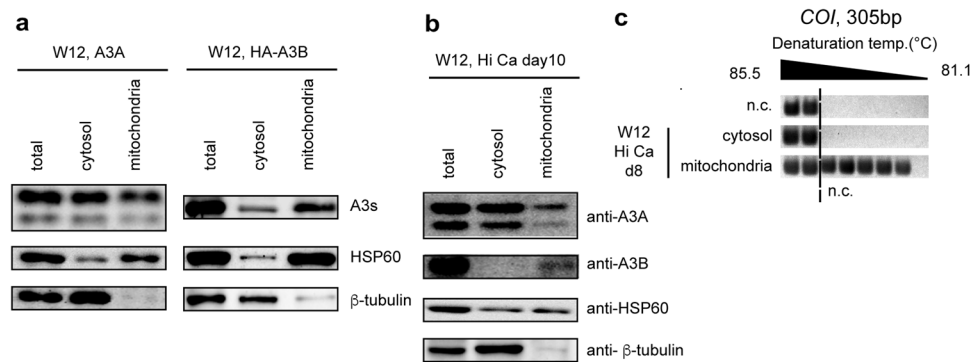 a
W12, A3A
W12, HA-A3B
total
cytosol
mitochondria
total
cytosol
mitochondria
A3s
HSP60
β-tubulin
b
W12, Hi Ca day10
total
cytosol
mitochondria
anti-A3A
anti-A3B
anti-HSP60
anti- β-tubulin
c
COI, 305bp
Denaturation temp.(°C)
85.5
81.1
n.c.
W12
Hi Ca
d8
cytosol
mitochondria
n.c.